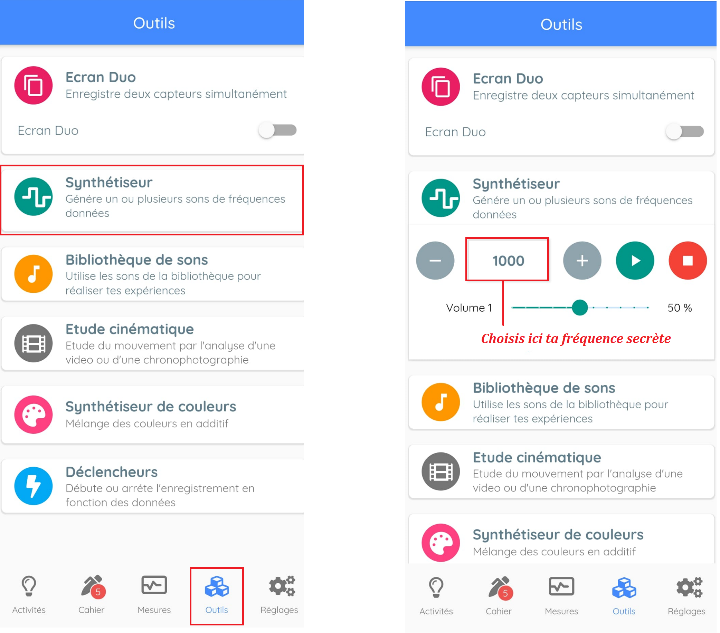 Outils
Ecran Duo
Enregistre deux capteurs simultanément
Ecran Duo
Synthétiseur
Génére un ou plusieurs sons de fréquences
données
Bibliothèque de sons
Utilise les sons de la bibliothèque pour
réaliser tes expériences
Etude cinématique
Etude du mouvement par l'analyse d'une
video ou d'une chronophotographie
Synthétiseur de couleurs
Mélange des couleurs en additif
Déclencheurs
Débute ou arréte l'enregistrement en
fonction des données
Activités
5
Cahier
Mesures
Outils
Réglages
Outils
Ecran Duo
Enregistre deux capteurs simultanément
Ecran Duo
Synthétiseur
Génére un ou plusieurs sons de fréquences
données
1000
Volume 1
50 %
Choisis ici ta fréquence secrète
Bibliothèque de sons
Utilise les sons de la bibliothèque pour
réaliser tes expériences
Etude cinématique
Etude du mouvement par l'analyse d'une
video ou d'une chronophotographie
Synthétiseur de couleurs
Mélange des couleurs en additif
Activités
5
Cahier
Mesures
Outils
Réglages